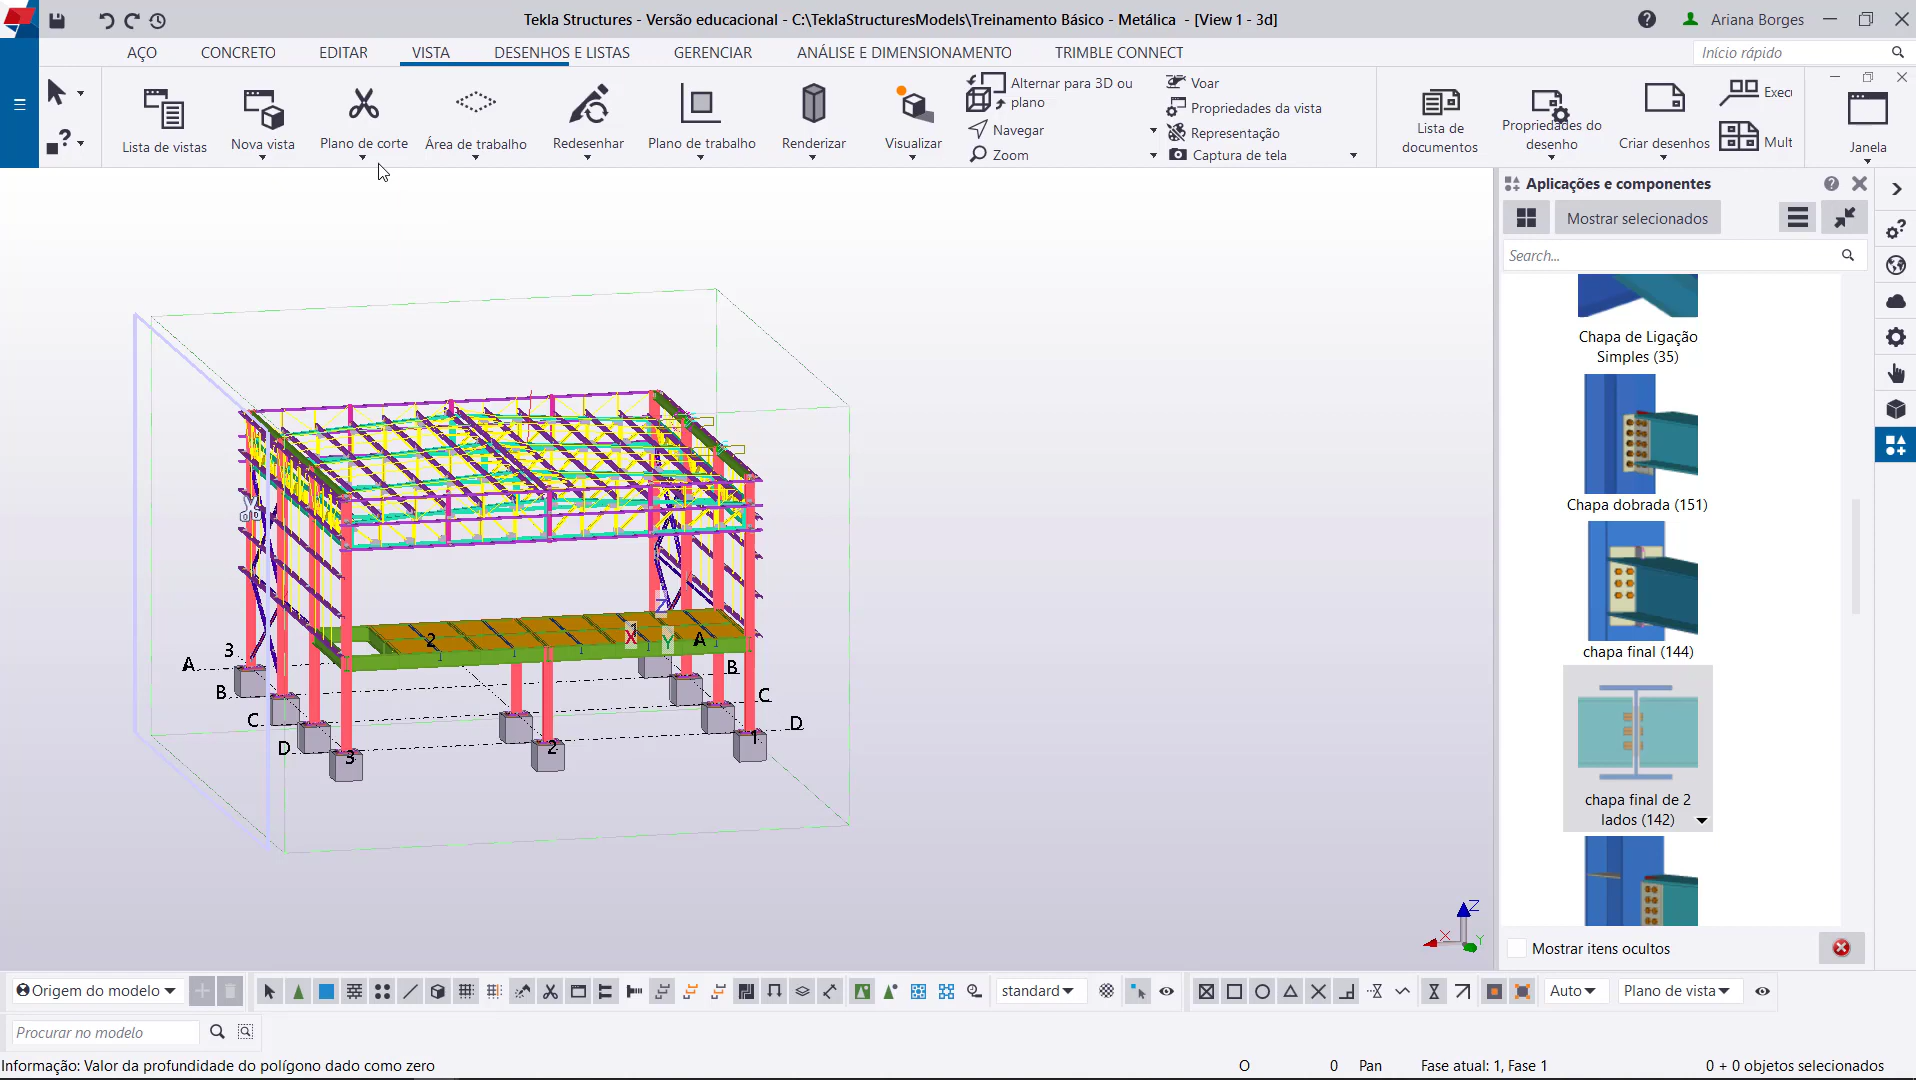 Tekla Structures - Versão educacional - C:\TeklaStructuresModels\Treinamento Básico - Metálica - [View 1 - 3d]
Ariana Borges
AÇO
CONCRETO
EDITAR
VISTA
DESENHOS E LISTAS
GERENCIAR
ANÁLISE E DIMENSIONAMENTO
TRIMBLE CONNECT
Início rápido
Lista de vistas
Nova vista
Plano de corte
Área de trabalho
Redesenhar
Plano de trabalho
Renderizar
Visualizar
Alternar para 3D ou
plano
Navegar
Zoom
Voar
Propriedades da vista
Representação
Captura de tela
Lista de
documentos
Propriedades do
desenho
Criar desenhos
Exec
Mult
Janela
Aplicações e componentes
Mostrar selecionados
Search...
Chapa de Ligação
Simples (35)
Chapa dobrada (151)
chapa final (144)
chapa final de 2
lados (142)
Mostrar itens ocultos
Z
2
X
Y
A
3
A
B
B
C
C
D
D
3
2
1
Z
X
Y
Origem do modelo
standard
Auto
Plano de vista
Procurar no modelo
Informação: Valor da profundidade do polígono dado como zero
O
0
Pan
Fase atual: 1, Fase 1
0 + 0 objetos selecionados